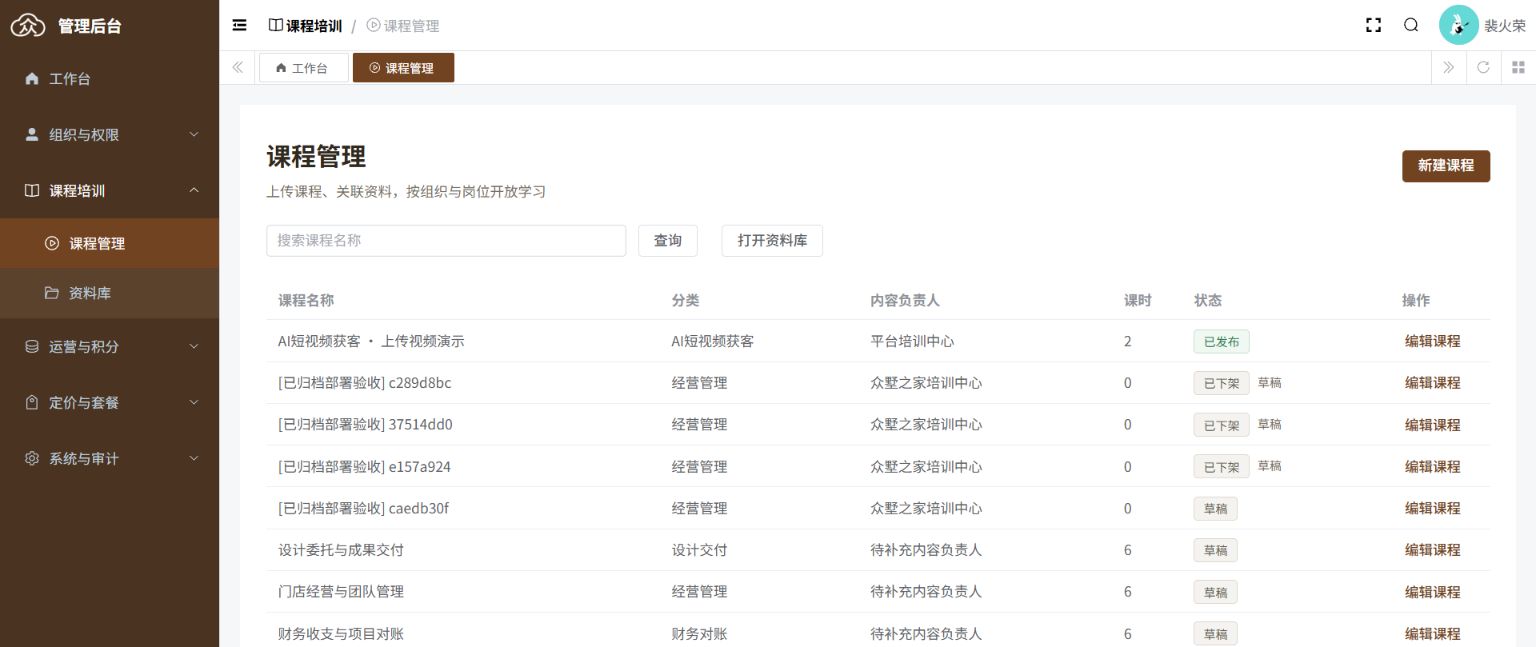 众 管理后台
工作台
组织与权限
课程培训
课程管理
资料库
运营与积分
定价与套餐
系统与审计
课程培训 / 课程管理
裴火荣
工作台 课程管理
课程管理
新建课程
上传课程、关联资料，按组织与岗位开放学习
搜索课程名称 查询 打开资料库
课程名称 分类 内容负责人 课时 状态 操作
AI短视频获客 · 上传视频演示 AI短视频获客 平台培训中心 2 已发布 编辑课程
[已归档部署验收] c289d8bc 经营管理 众墅之家培训中心 0 已下架 草稿 编辑课程
[已归档部署验收] 37514dd0 经营管理 众墅之家培训中心 0 已下架 草稿 编辑课程
[已归档部署验收] e157a924 经营管理 众墅之家培训中心 0 已下架 草稿 编辑课程
[已归档部署验收] caedb30f 经营管理 众墅之家培训中心 0 草稿 编辑课程
设计委托与成果交付 设计交付 待补充内容负责人 6 草稿 编辑课程
门店经营与团队管理 经营管理 待补充内容负责人 6 草稿 编辑课程
财务收支与项目对账 财务对账 待补充内容负责人 6 草稿 编辑课程